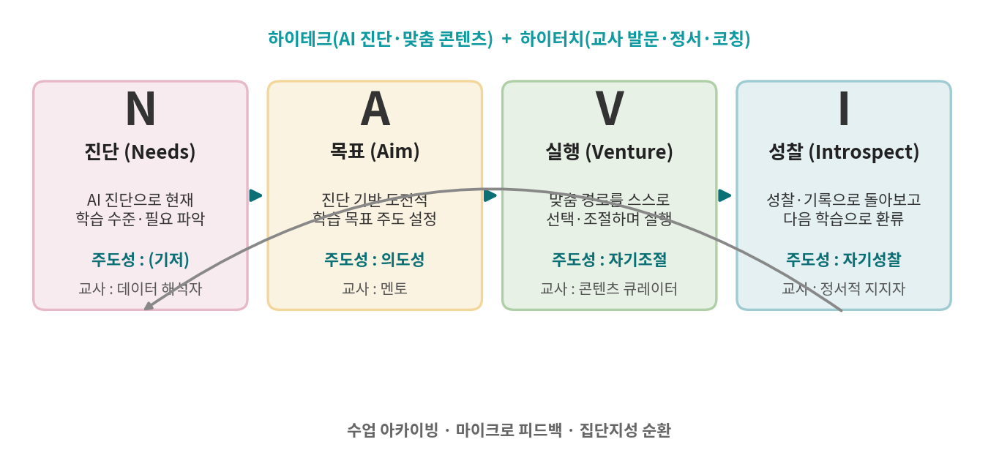 하이테크(AI 진단·맞춤 콘텐츠) + 하이터치(교사 발문·정서·코칭)
N
진단 (Needs)
AI 진단으로 현재
학습 수준·필요 파악
주도성 : (기저)
교사 : 데이터 해석자
A
목표 (Aim)
진단 기반 도전적
학습 목표 주도 설정
주도성 : 의도성
교사 : 멘토
V
실행 (Venture)
맞춤 경로를 스스로
선택·조절하며 실행
주도성 : 자기조절
교사 : 콘텐츠 큐레이터
I
성찰 (Introspect)
성찰·기록으로 돌아보고
다음 학습으로 환류
주도성 : 자기성찰
교사 : 정서적 지지자
수업 아카이빙 · 마이크로 피드백 · 집단지성 순환